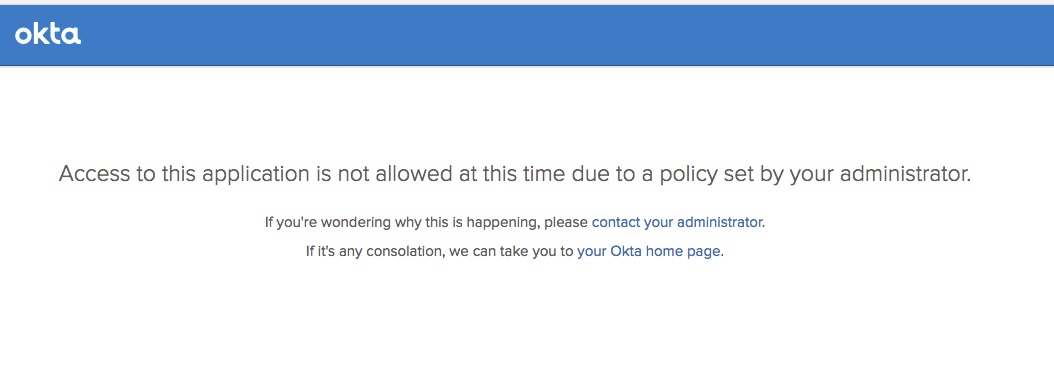 okta
Access to this application is not allowed at this time due to a policy set by your administrator.
If you're wondering why this is happening, please contact your administrator.
If it's any consolation, we can take you to your Okta home page.